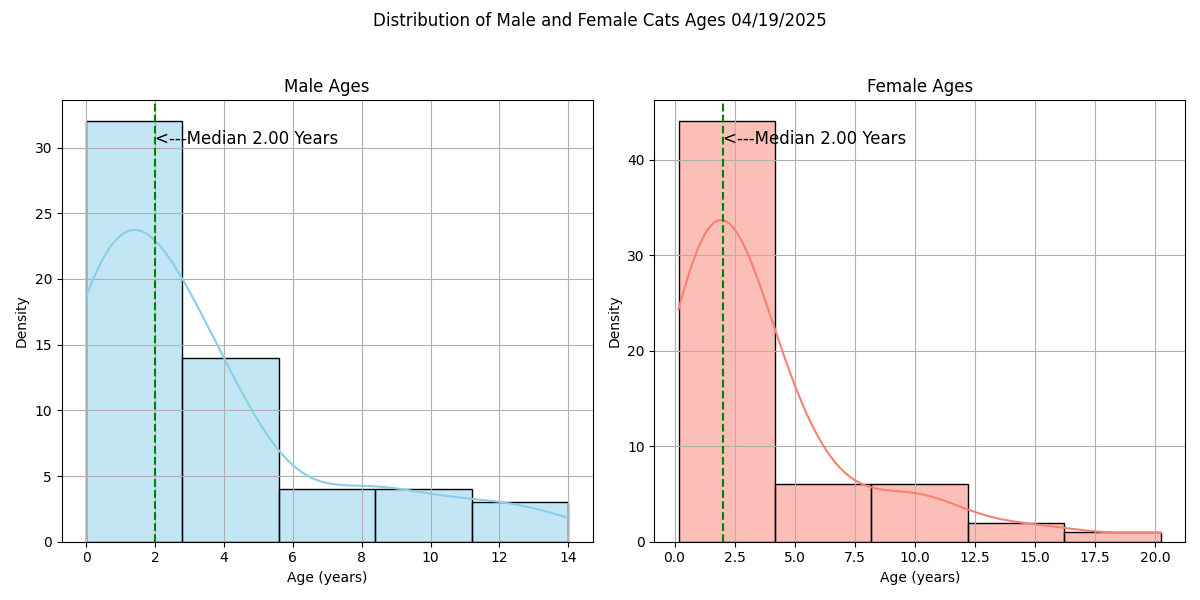 Distribution of Male and Female Cats Ages 04/19/2025
Male Ages
<---Median 2.00 Years
30
25
20
15
10
5
0
Density
0 2 4 6 8 10 12 14
Age (years)
Female Ages
<---Median 2.00 Years
40
30
20
10
0
Density
0.0 2.5 5.0 7.5 10.0 12.5 15.0 17.5 20.0
Age (years)